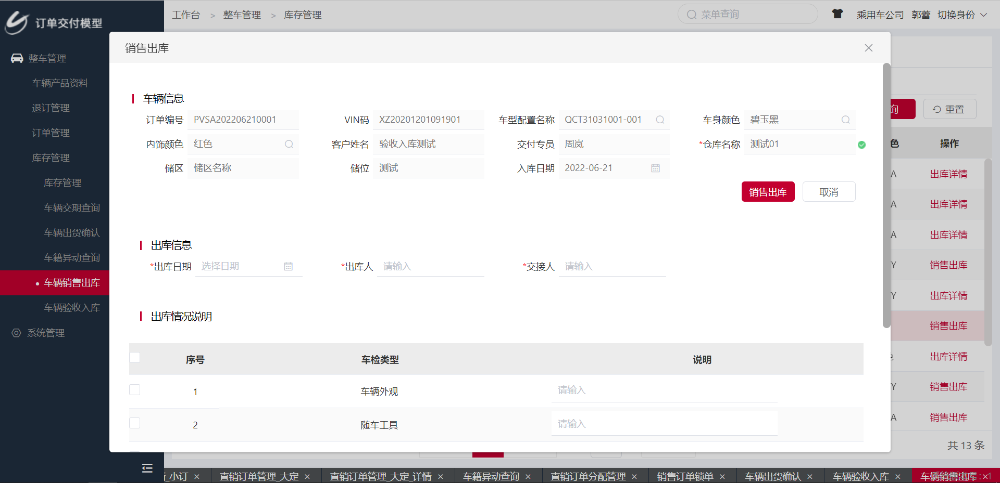 订单交付模型
工作台 > 整车管理 > 库存管理
菜单查询
乘用车公司 郭蕾 切换身份
整车管理
车辆产品资料
退订管理
订单管理
库存管理
库存管理
车辆交期查询
车辆出货确认
车籍异动查询
车辆销售出库
车辆验收入库
系统管理
销售出库
车辆信息
订单编号 PVSA202206210001 VIN码 XZ20201201091901 车型配置名称 QCT31031001-001 车身颜色 碧玉黑
内饰颜色 红色 客户姓名 验收入库测试 交付专员 周岚 *仓库名称 测试01
储区 储区名称 储位 测试 入库日期 2022-06-21
销售出库 取消
出库信息
*出库日期 选择日期 *出库人 请输入 *交接人 请输入
出库情况说明
序号 车检类型 说明
1 车辆外观 请输入
2 随车工具 请输入
询 重置
色 操作
A 出库详情
A 出库详情
A 出库详情
Y 销售出库
Y 出库详情
销售出库
出库详情
Y 销售出库
A 销售出库
共 13 条
_小订 × 直销订单管理_大定 × 直销订单管理_大定_详情 × 车籍异动查询 × 直销订单分配管理 × 销售订单锁单 × 车辆出货确认 × 车辆验收入库 × 车辆销售出库 ×